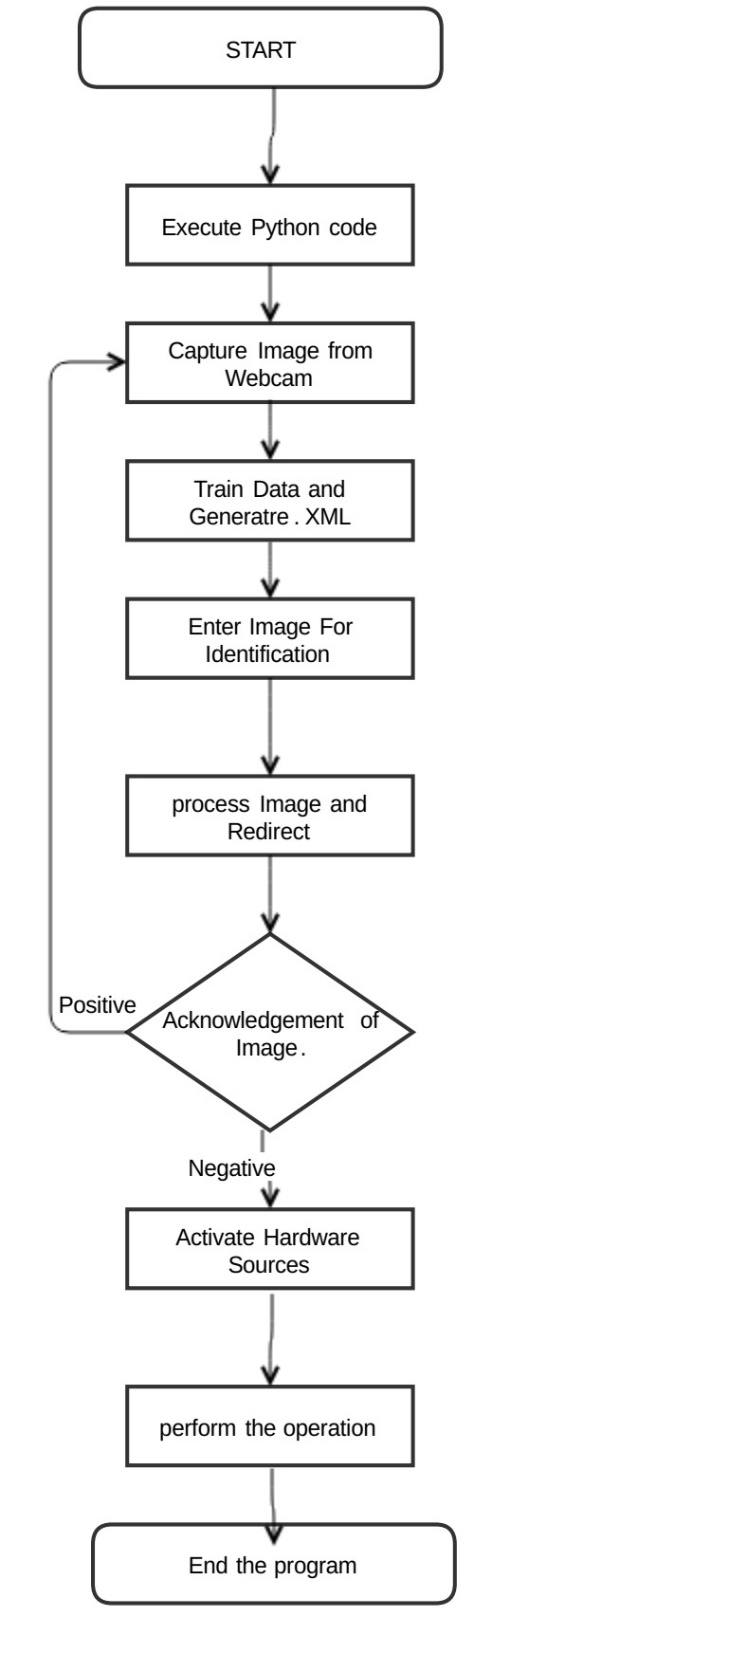 START
Execute Python code
Capture Image from
Webcam
Train Data and
Generatre . XML
Enter Image For
Identification
process Image and
Redirect
Positive
Acknowledgement of
Image .
Negative
Activate Hardware
Sources
perform the operation
End the program